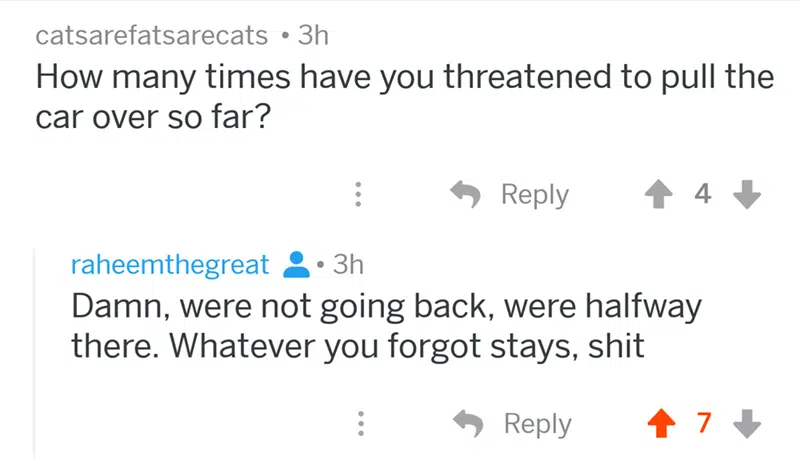 catsarefatsarecats • 3h
How many times have you threatened to pull the
car over so far?
Reply 4
raheemthegreat • 3h
Damn, were not going back, were halfway
there. Whatever you forgot stays, shit
Reply 7